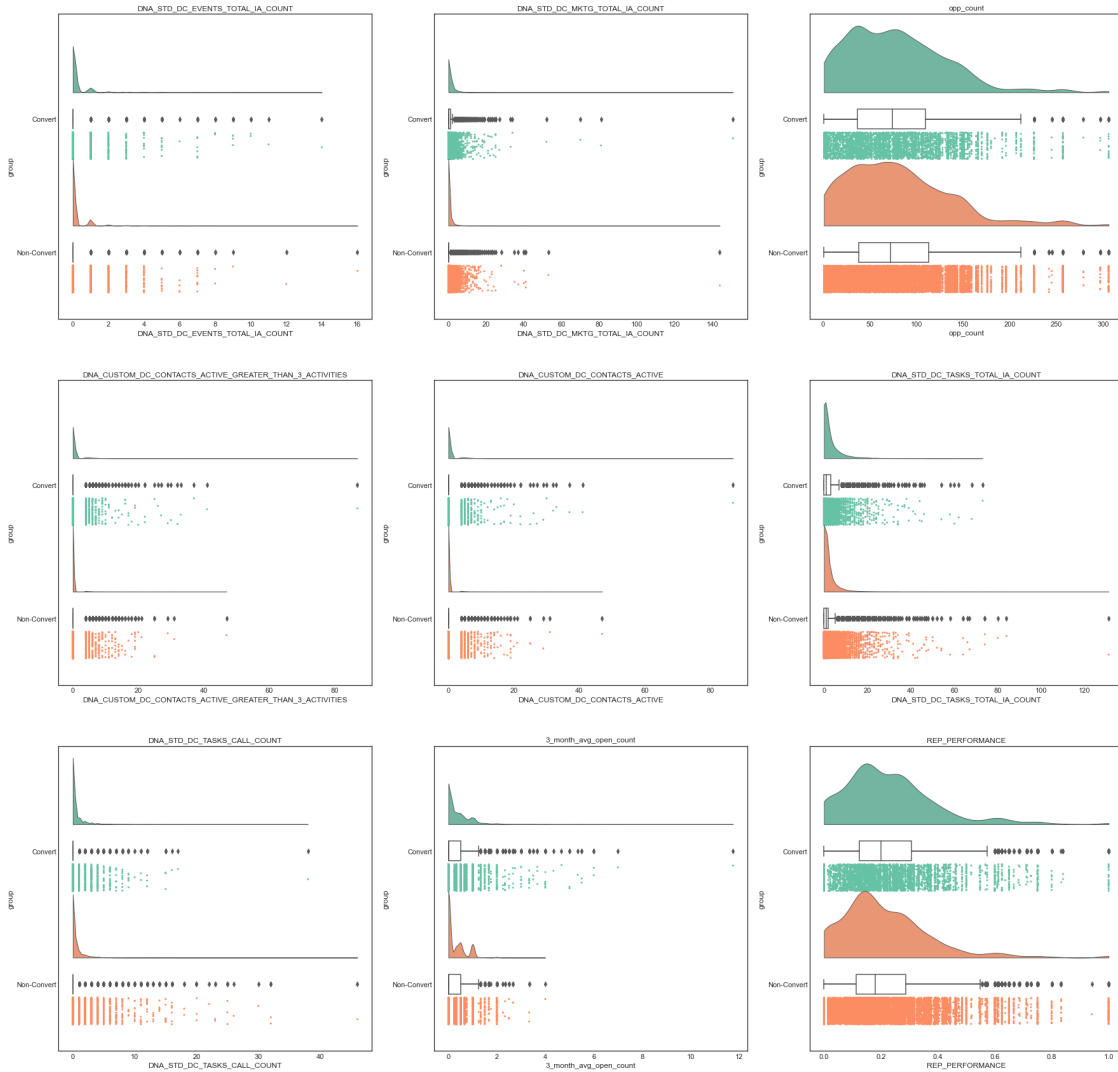 DNA_STD_DC_EVENTS_TOTAL_IA_COUNT
group
Convert
Non-Convert
0 2 4 6 8 10 12 14 16
DNA_STD_DC_EVENTS_TOTAL_IA_COUNT
DNA_STD_DC_MKTG_TOTAL_IA_COUNT
group
Convert
Non-Convert
0 20 40 60 80 100 120 140
DNA_STD_DC_MKTG_TOTAL_IA_COUNT
opp_count
group
Convert
Non-Convert
0 50 100 150 200 250 300
opp_count
DNA_CUSTOM_DC_CONTACTS_ACTIVE_GREATER_THAN_3_ACTIVITIES
group
Convert
Non-Convert
0 20 40 60 80
DNA_CUSTOM_DC_CONTACTS_ACTIVE_GREATER_THAN_3_ACTIVITIES
DNA_CUSTOM_DC_CONTACTS_ACTIVE
group
Convert
Non-Convert
0 20 40 60 80
DNA_CUSTOM_DC_CONTACTS_ACTIVE
DNA_STD_DC_TASKS_TOTAL_IA_COUNT
group
Convert
Non-Convert
0 20 40 60 80 100 120
DNA_STD_DC_TASKS_TOTAL_IA_COUNT
DNA_STD_DC_TASKS_CALL_COUNT
group
Convert
Non-Convert
0 10 20 30 40
DNA_STD_DC_TASKS_CALL_COUNT
3_month_avg_open_count
group
Convert
Non-Convert
0 2 4 6 8 10 12
3_month_avg_open_count
REP_PERFORMANCE
group
Convert
Non-Convert
0.0 0.2 0.4 0.6 0.8 1.0
REP_PERFORMANCE